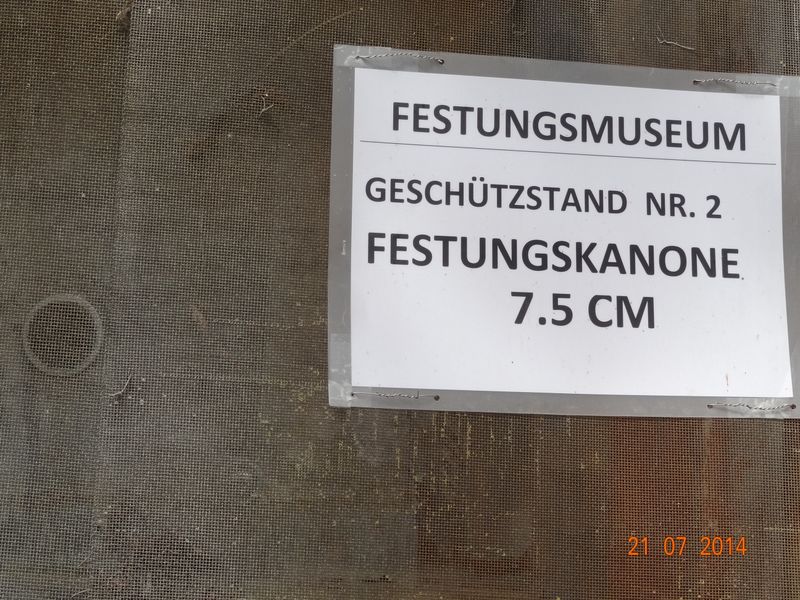 FESTUNGSMUSEUM
GESCHÜTZSTAND NR. 2
FESTUNGSKANONE
7.5 CM
21 07 2014